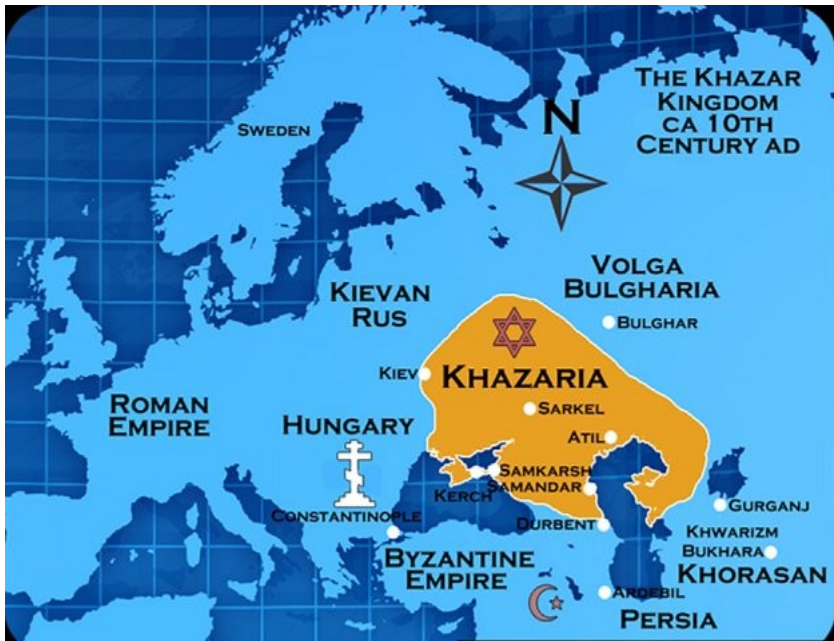 THE KHAZAR
KINGDOM
CA 10TH
CENTURY AD
N
SWEDEN
VOLGA
BULGHARIA
BULGHAR
KIEVAN
RUS
KIEV
KHAZARIA
SARKEL
ATIL
ROMAN
EMPIRE
HUNGARY
SAMKARSH
KERCH
SAMANDAR
CONSTANTINOPLE
DURBENT
GURGANJ
KHWARIZM
BUKHARA
BYZANTINE
EMPIRE
KHORASAN
ARDEBIL
PERSIA